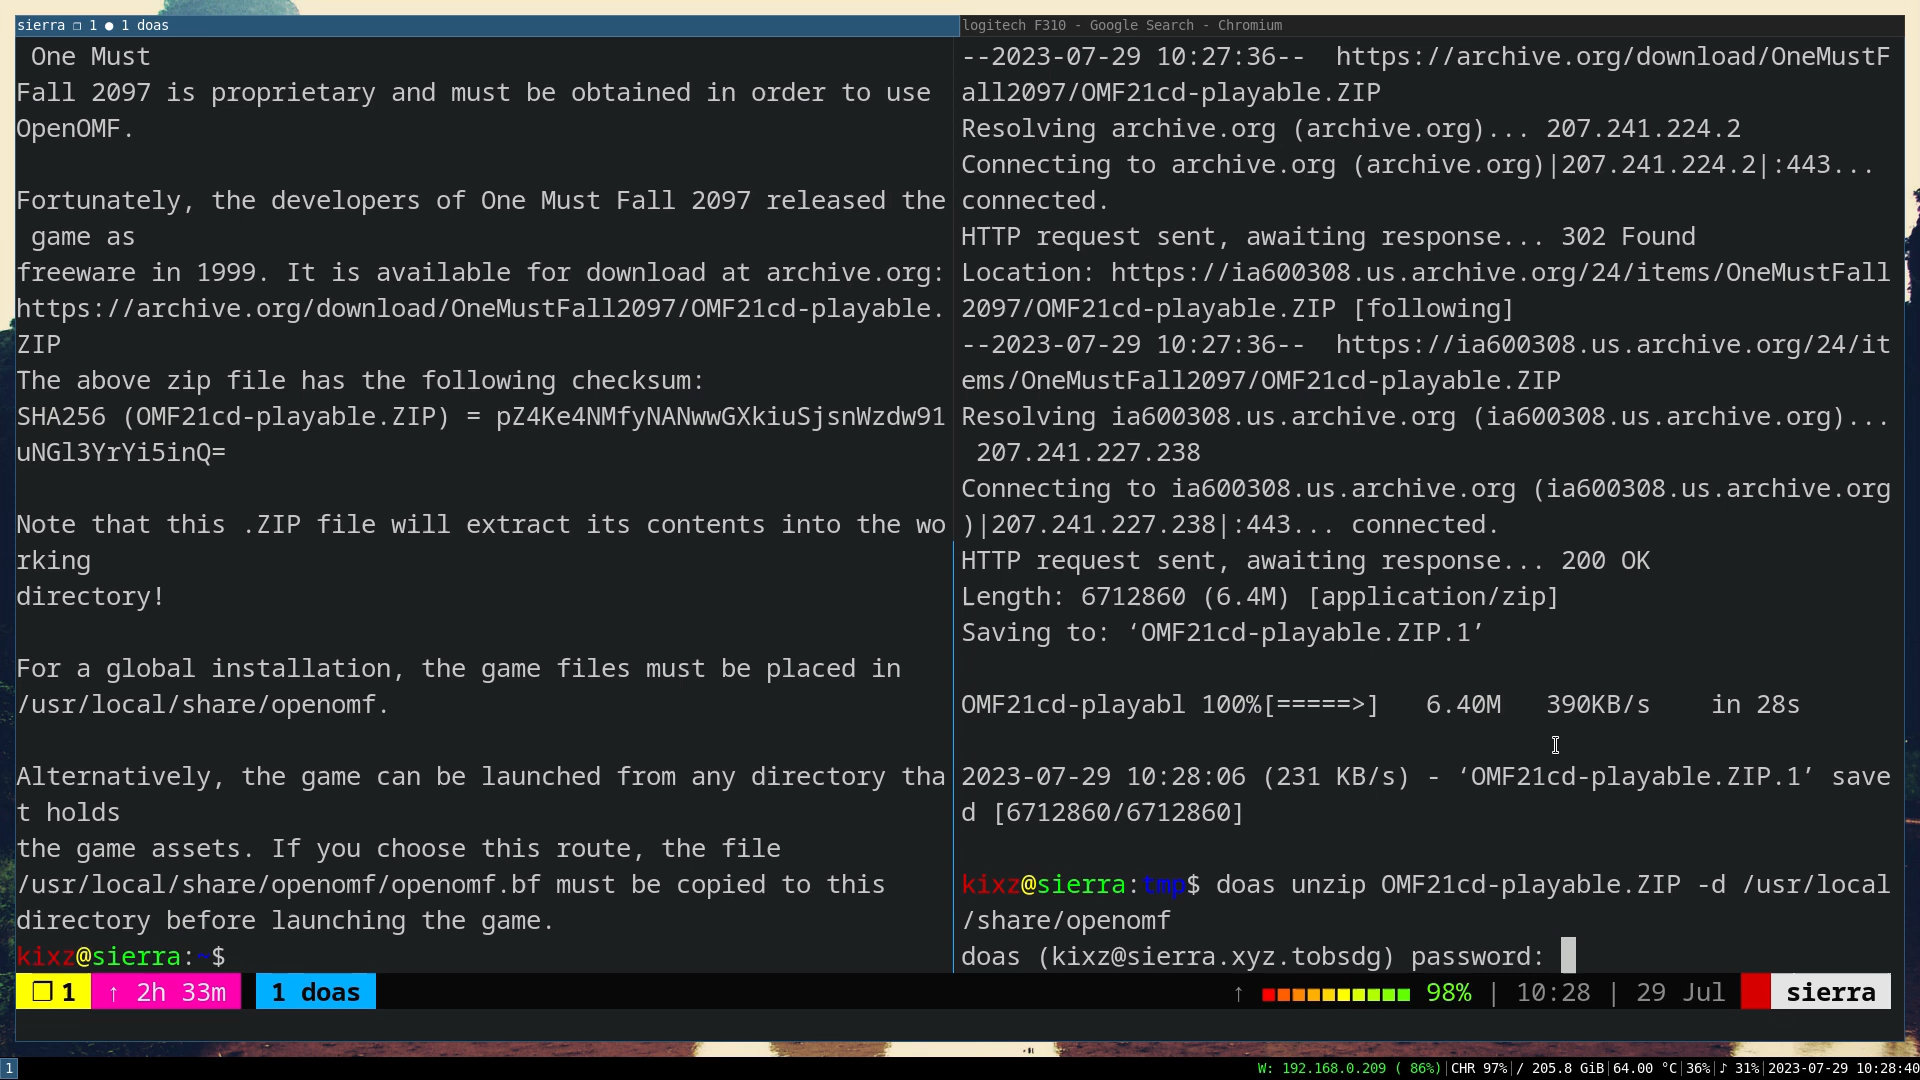 sierra ❐ 1 ● 1 doas
logitech F310 - Google Search - Chromium
One Must
Fall 2097 is proprietary and must be obtained in order to use
OpenOMF.
Fortunately, the developers of One Must Fall 2097 released the
game as
freeware in 1999. It is available for download at archive.org:
https://archive.org/download/OneMustFall2097/OMF21cd-playable.
ZIP
The above zip file has the following checksum:
SHA256 (OMF21cd-playable.ZIP) = pZ4Ke4NMfyNANwwGXkiuSjsnWzdw91
uNGl3YrYi5inQ=
Note that this .ZIP file will extract its contents into the wo
rking
directory!
For a global installation, the game files must be placed in
/usr/local/share/openomf.
Alternatively, the game can be launched from any directory tha
t holds
the game assets. If you choose this route, the file
/usr/local/share/openomf/openomf.bf must be copied to this
directory before launching the game.
kixz@sierra:~$
--2023-07-29 10:27:36--  https://archive.org/download/OneMustF
all2097/OMF21cd-playable.ZIP
Resolving archive.org (archive.org)... 207.241.224.2
Connecting to archive.org (archive.org)|207.241.224.2|:443...
connected.
HTTP request sent, awaiting response... 302 Found
Location: https://ia600308.us.archive.org/24/items/OneMustFall
2097/OMF21cd-playable.ZIP [following]
--2023-07-29 10:27:36--  https://ia600308.us.archive.org/24/it
ems/OneMustFall2097/OMF21cd-playable.ZIP
Resolving ia600308.us.archive.org (ia600308.us.archive.org)...
207.241.227.238
Connecting to ia600308.us.archive.org (ia600308.us.archive.org
)|207.241.227.238|:443... connected.
HTTP request sent, awaiting response... 200 OK
Length: 6712860 (6.4M) [application/zip]
Saving to: ‘OMF21cd-playable.ZIP.1’
OMF21cd-playabl 100%[=====>]   6.40M   390KB/s    in 28s
2023-07-29 10:28:06 (231 KB/s) - ‘OMF21cd-playable.ZIP.1’ save
d [6712860/6712860]
kixz@sierra:tmp$ doas unzip OMF21cd-playable.ZIP -d /usr/local
/share/openomf
doas (kixz@sierra.xyz.tobsdg) password:
❐ 1 ↑ 2h 33m 1 doas ↑ 98% | 10:28 | 29 Jul sierra
1 W: 192.168.0.209 ( 86%)|CHR 97%|/ 205.8 GiB|64.00 °C|36%|♪ 31%|2023-07-29 10:28:40